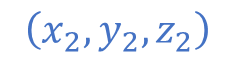 (x₂, y₂, z₂)